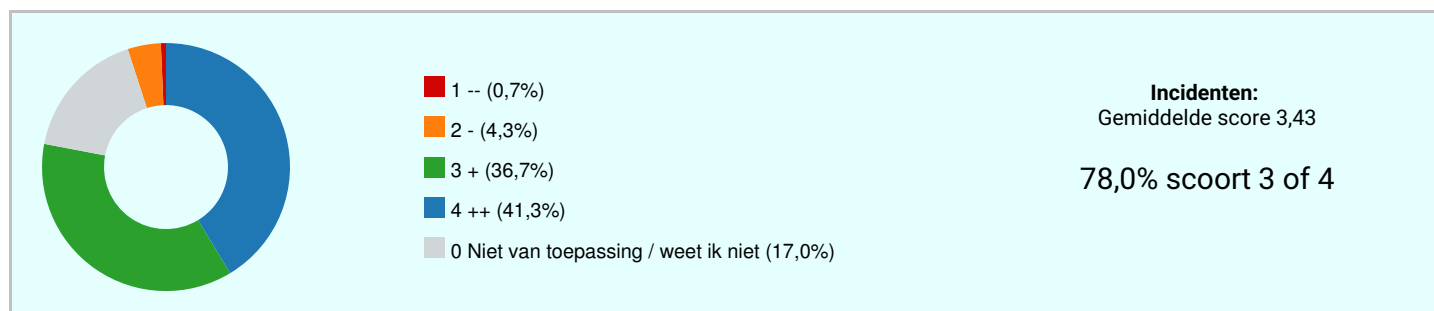 1 -- (0,7%)
2 - (4,3%)
3 + (36,7%)
4 ++ (41,3%)
0 Niet van toepassing / weet ik niet (17,0%)
Incidenten:
Gemiddelde score 3,43
78,0% scoort 3 of 4